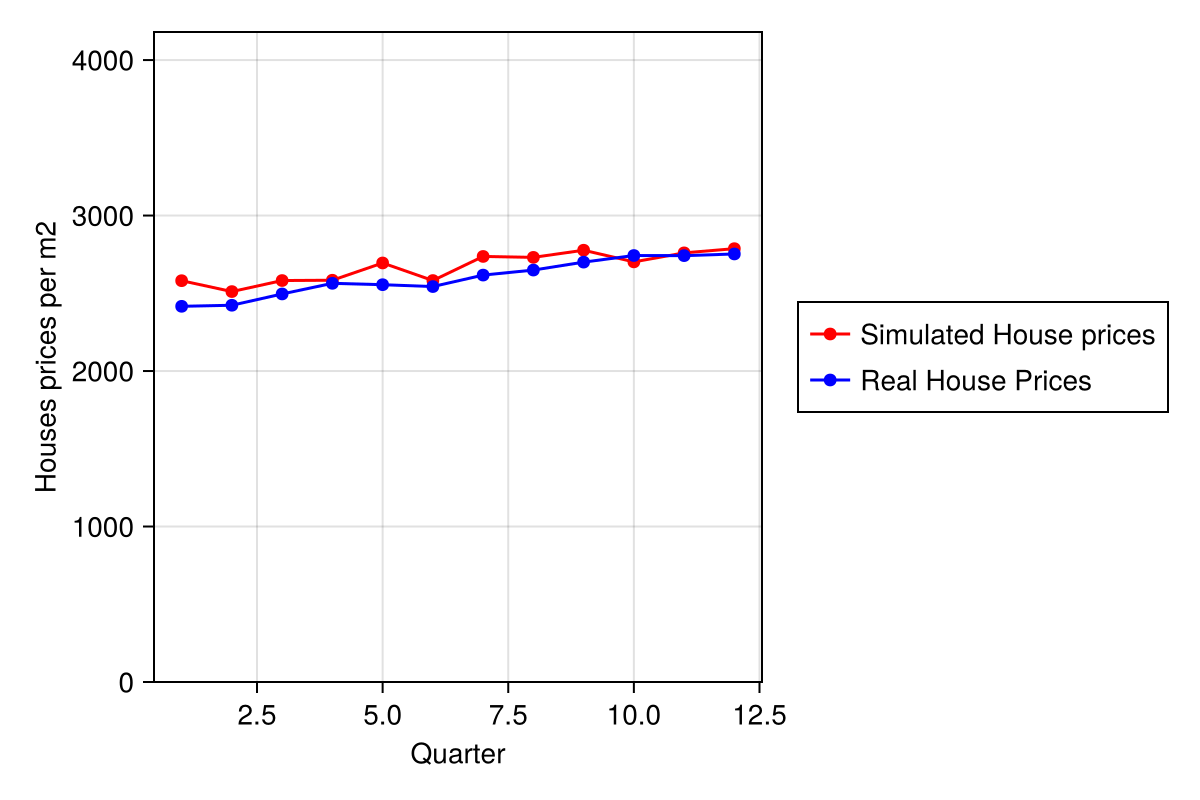 4000
3000
2000
1000
0
Houses prices per m2
2.5 5.0 7.5 10.0 12.5
Quarter
Simulated House prices
Real House Prices